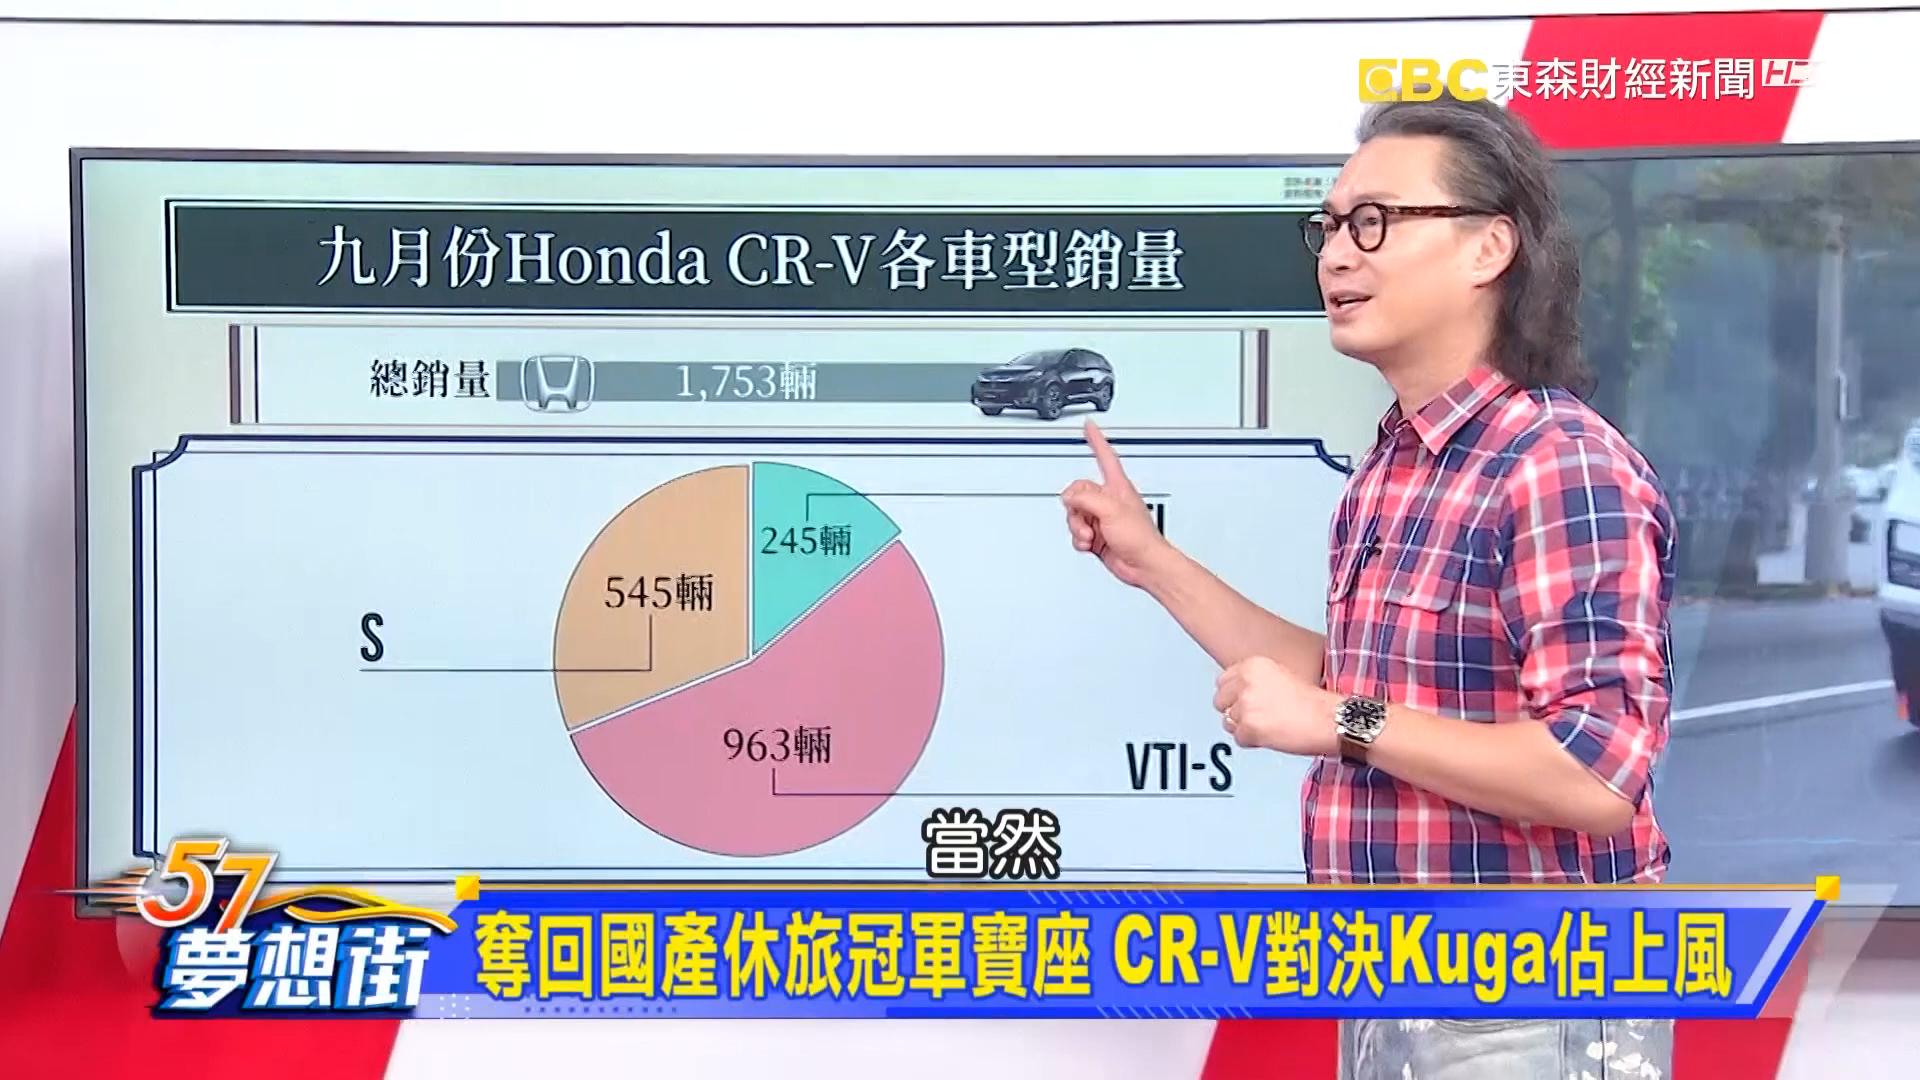 EBC東森財經新聞
九月份Honda CR-V各車型銷量
總銷量 1,753輛
245輛
545輛
S
963輛
VTI-S
當然
57夢想街
奪回國產休旅冠軍寶座 CR-V對決Kuga佔上風